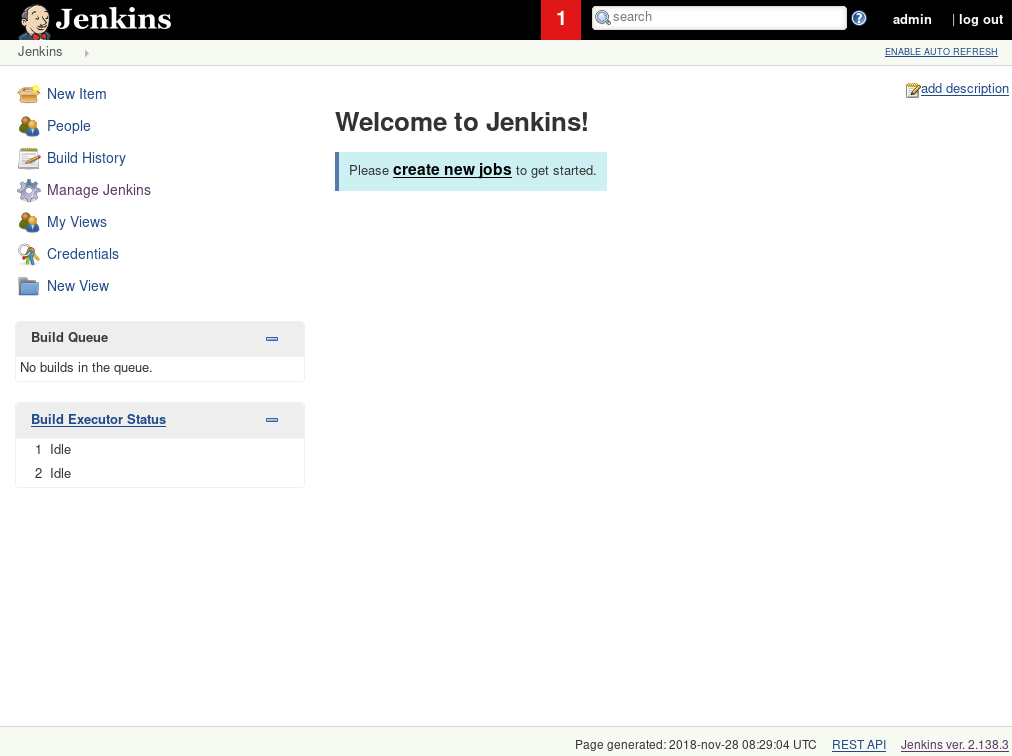 Jenkins
1
search
admin
| log out
Jenkins
ENABLE AUTO REFRESH
add description
New Item
People
Build History
Manage Jenkins
My Views
Credentials
New View
Build Queue
No builds in the queue.
Build Executor Status
1 Idle
2 Idle
Welcome to Jenkins!
Please create new jobs to get started.
Page generated: 2018-nov-28 08:29:04 UTC
REST API
Jenkins ver. 2.138.3